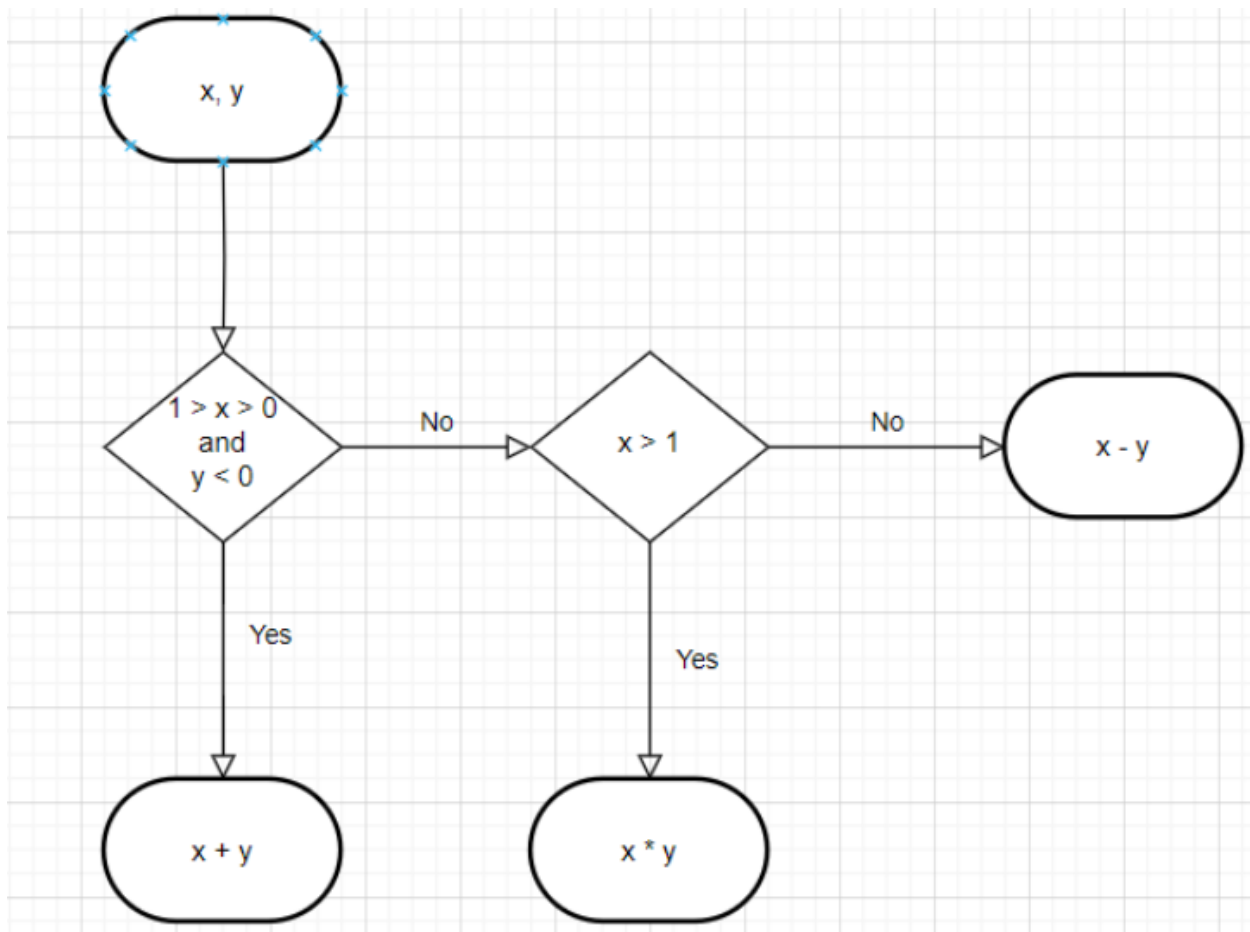 x, y
1 > x > 0
and
y < 0
No
x > 1
No
x - y
Yes
Yes
x + y
x * y